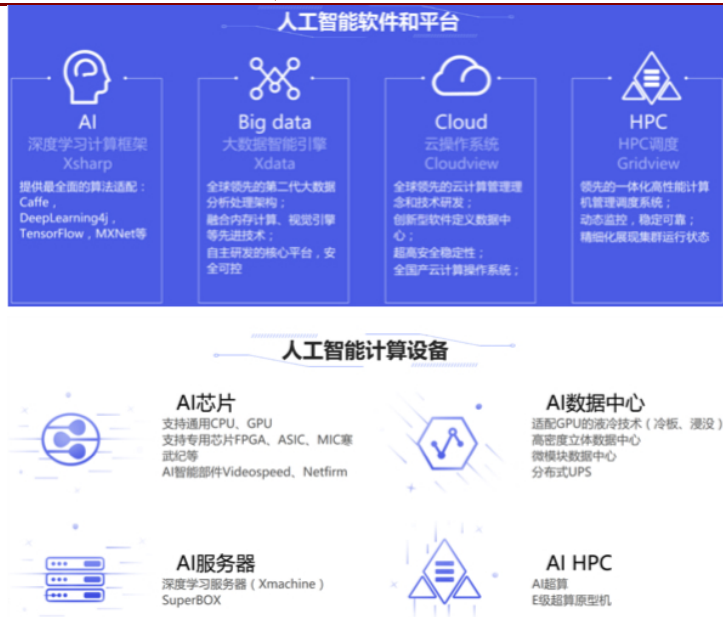 人工智能软件和平台
AI
深度学习计算框架
Xsharp
提供最全面的算法适配：
Caffe，
DeepLearning4j，
TensorFlow，MXNet等
Big data
大数据智能引擎
Xdata
全球领先的第二代大数据
分析处理架构；
融合内存计算、视觉引擎
等先进技术；
自主研发的核心平台，安
全可控
Cloud
云操作系统
Cloudview
全球领先的云计算管理理
念和技术研发；
创新型软件定义数据中
心；
超高安全稳定性；
全国产云计算操作系统；
HPC
HPC调度
Gridview
领先的一体化高性能计算
机管理调度系统；
动态监控，稳定可靠；
精细化展现集群运行状态
人工智能计算设备
AI芯片
支持通用CPU、GPU
支持专用芯片FPGA、ASIC、MIC寒
武纪等
AI智能部件Videospeed、Netfirm
AI数据中心
适配GPU的液冷技术（冷板、浸没）
高密度立体数据中心
微模块数据中心
分布式UPS
AI服务器
深度学习服务器（Xmachine）
SuperBOX
AI HPC
AI超算
E级超算原型机